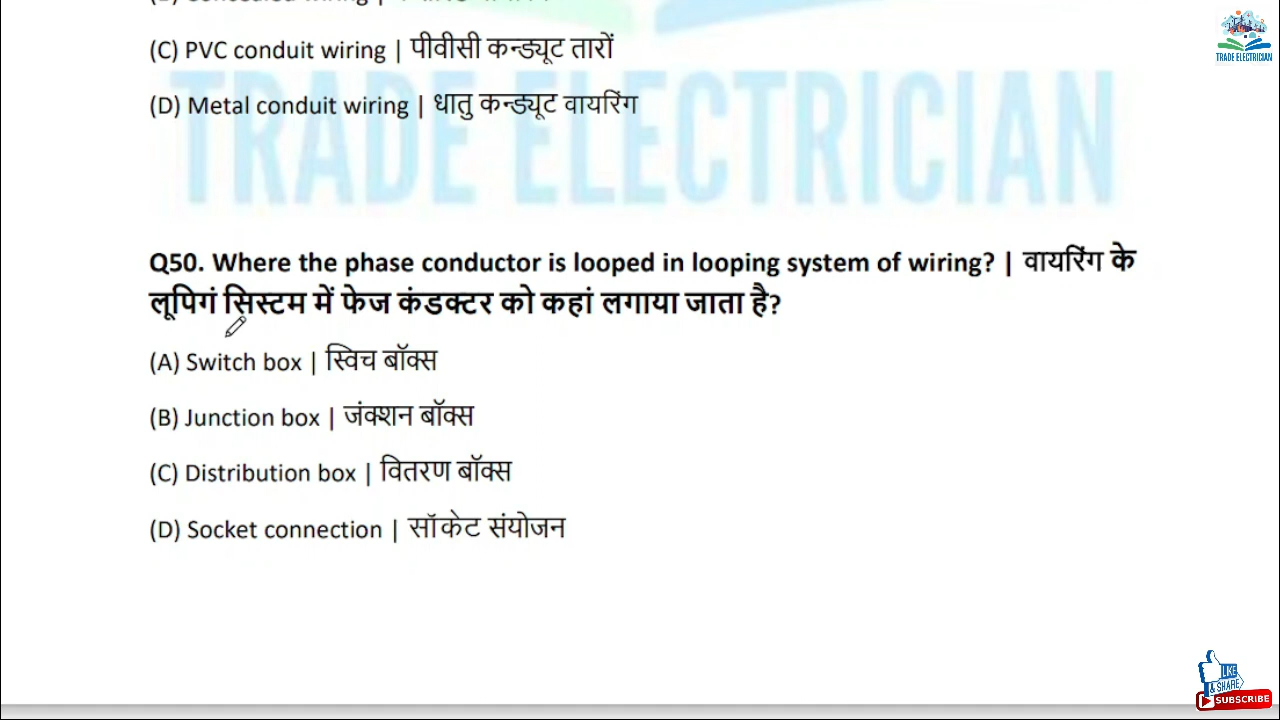 (C) PVC conduit wiring | पीवीसी कन्ड्यूट तारों
(D) Metal conduit wiring | धातु कन्ड्यूट वायरिंग
TRADE ELECTRICIAN
TRADE ELECTRICIAN
Q50. Where the phase conductor is looped in looping system of wiring? | वायरिंग के
लूपिगं सिस्टम में फेज कंडक्टर को कहां लगाया जाता है?
(A) Switch box | स्विच बॉक्स
(B) Junction box | जंक्शन बॉक्स
(C) Distribution box | वितरण बॉक्स
(D) Socket connection | सॉकेट संयोजन
LIKE
& SHARE
SUBSCRIBE